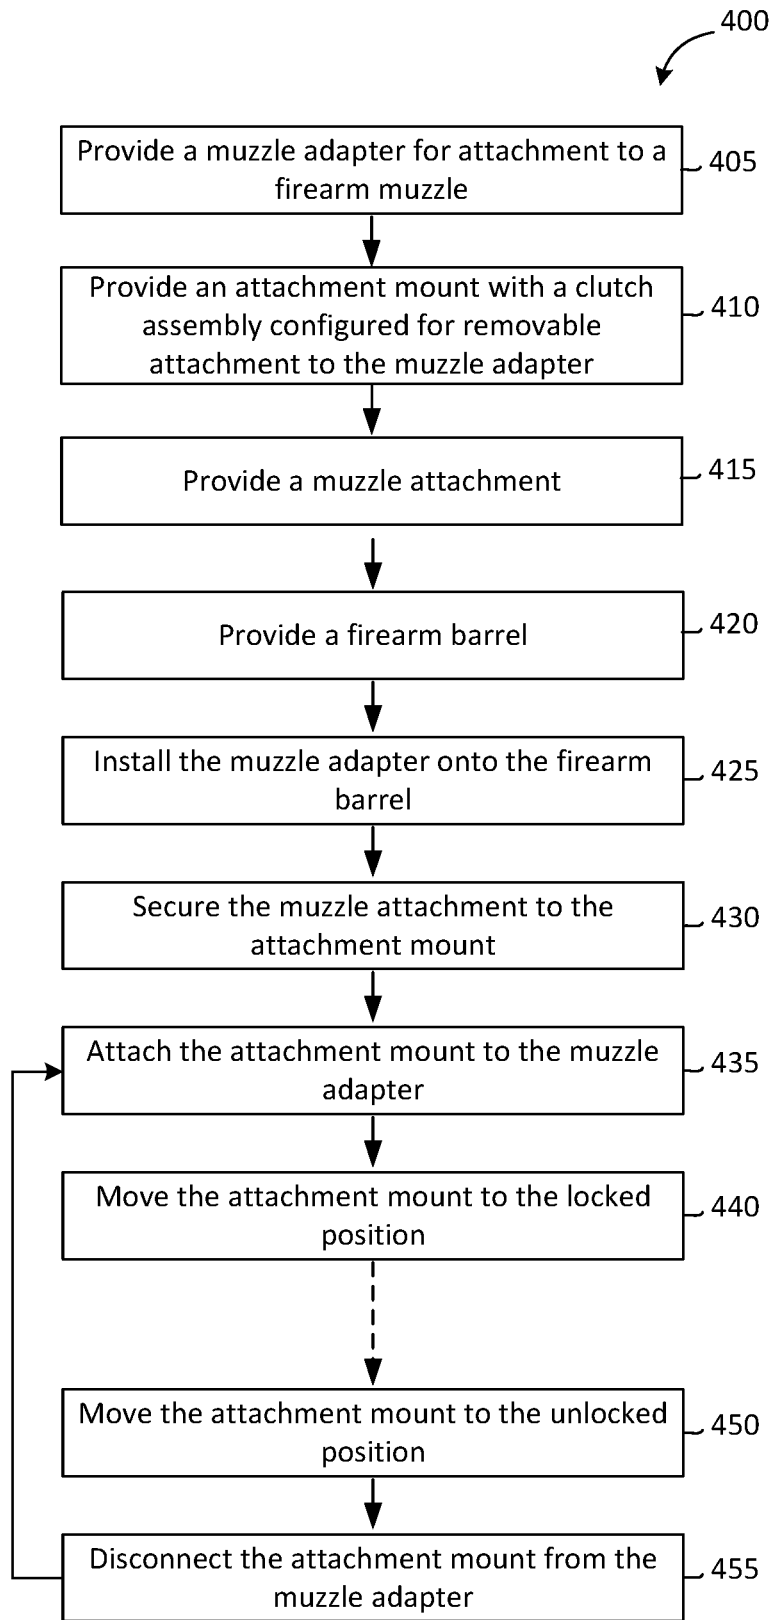 400
Provide a muzzle adapter for attachment to a
firearm muzzle
405
Provide an attachment mount with a clutch
assembly configured for removable
attachment to the muzzle adapter
410
Provide a muzzle attachment
415
Provide a firearm barrel
420
Install the muzzle adapter onto the firearm
barrel
425
Secure the muzzle attachment to the
attachment mount
430
Attach the attachment mount to the muzzle
adapter
435
Move the attachment mount to the locked
position
440
Move the attachment mount to the unlocked
position
450
Disconnect the attachment mount from the
muzzle adapter
455